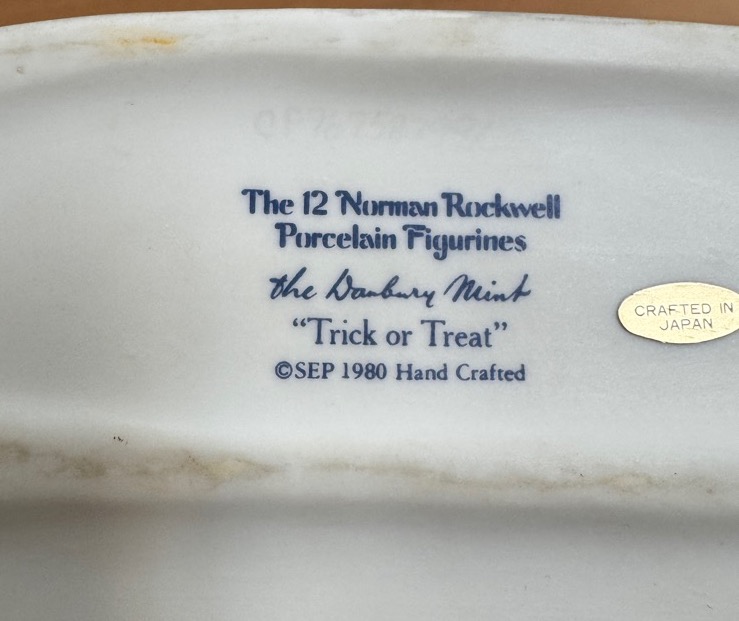 The 12 Norman Rockwell
Porcelain Figurines
the Danbury Mint
“Trick or Treat”
©SEP 1980 Hand Crafted
CRAFTED IN
JAPAN